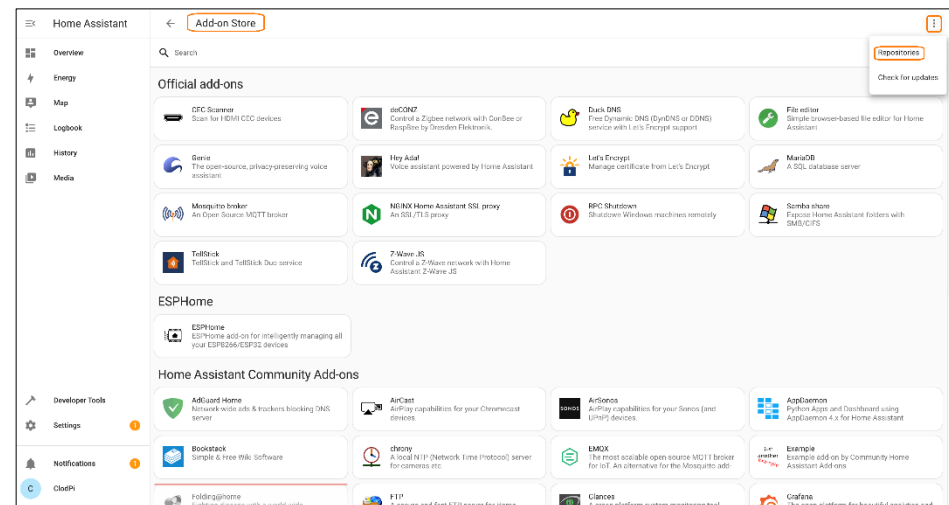 Home Assistant
Add-on Store
Overview
Energy
Map
Logbook
History
Media
Developer Tools
Settings
1
Notifications
1
C
ClodPi
Search
Repositories
Check for updates
Official add-ons
CEC Scanner
Scan for HDMI CEC devices
deCONZ
Control a Zigbee network with ConBee or
RaspBee by Dresden Elektronik.
Duck DNS
Free Dynamic DNS (DynDNS or DDNS)
service with Let's Encrypt support
File editor
Simple browser-based file editor for Home
Assistant
Genie
The open-source, privacy-preserving voice
assistant
Hey Ada!
Voice assistant powered by Home Assistant
Let's Encrypt
Manage certificate from Let's Encrypt
MariaDB
A SQL database server
Mosquitto broker
An Open Source MQTT broker
NGINX Home Assistant SSL proxy
An SSL/TLS proxy
RPC Shutdown
Shutdown Windows machines remotely
Samba share
Expose Home Assistant folders with
SMB/CIFS
TellStick
TellStick and TellStick Duo service
Z-Wave JS
Control a Z-Wave network with Home
Assistant Z-Wave JS
ESPHome
ESPHome
ESPHome add-on for intelligently managing all
your ESP8266/ESP32 devices
Home Assistant Community Add-ons
AdGuard Home
Network-wide ads & trackers blocking DNS
server
AirCast
AirPlay capabilities for your Chromecast
devices.
SONOS
AirSonos
AirPlay capabilities for your Sonos (and
UPnP) devices.
AppDaemon
Python Apps and Dashboard using
AppDaemon 4.x for Home Assistant
Bookstack
Simple & Free Wiki Software
chrony
A local NTP (Network Time Protocol) server
for cameras etc
EMQX
The most scalable open-source MQTT broker
for IoT. An alternative for the Mosquitto add-
another
Example
Example
Example add-on by Community Home
Assistant Add-ons
Folding@home
FTP
Glances
Grafana